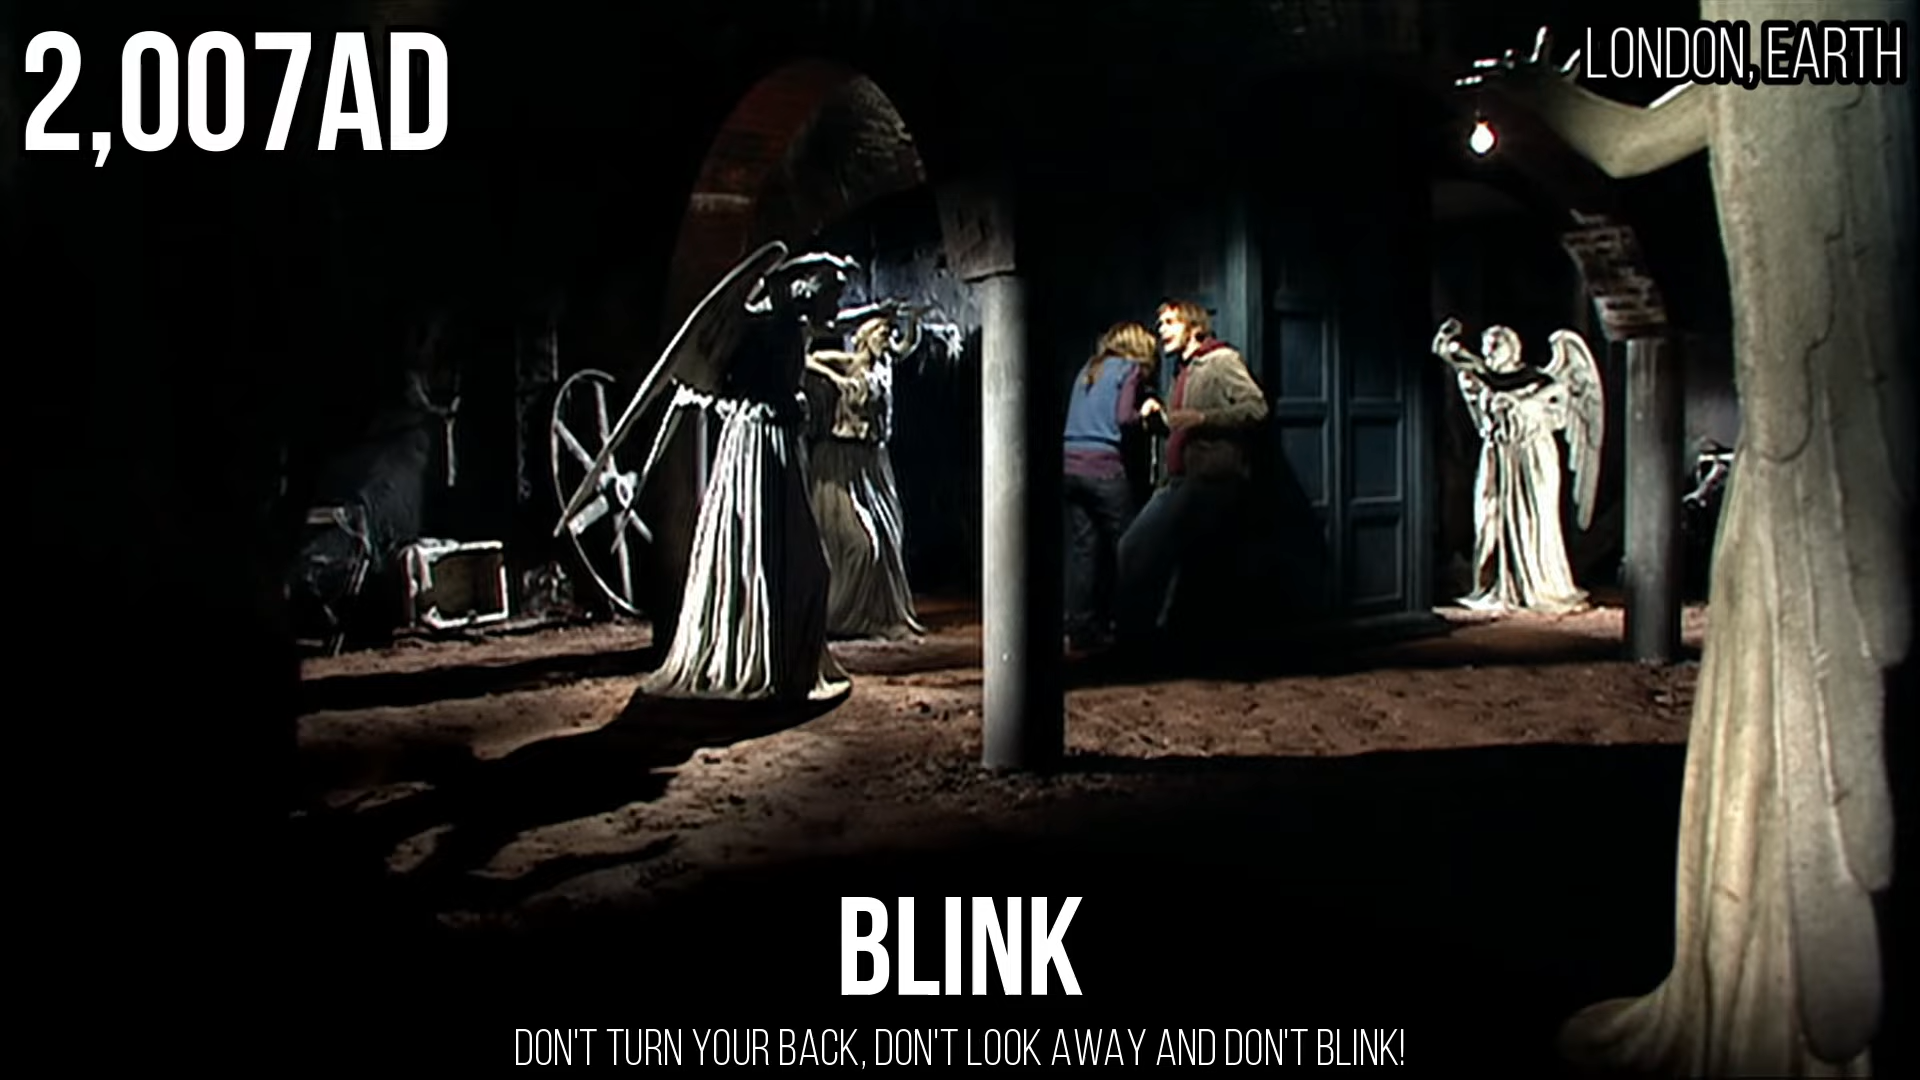 2,007AD
LONDON, EARTH
BLINK
DON'T TURN YOUR BACK, DON'T LOOK AWAY AND DON'T BLINK!